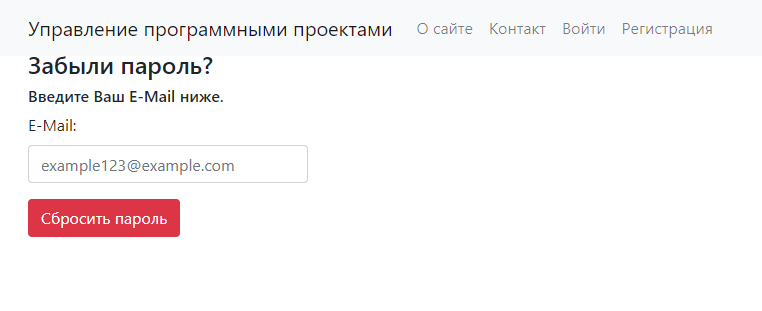 Управление программными проектами О сайте Контакт Войти Регистрация
Забыли пароль?
Введите Ваш E-Mail ниже.
E-Mail:
example123@example.com
Сбросить пароль